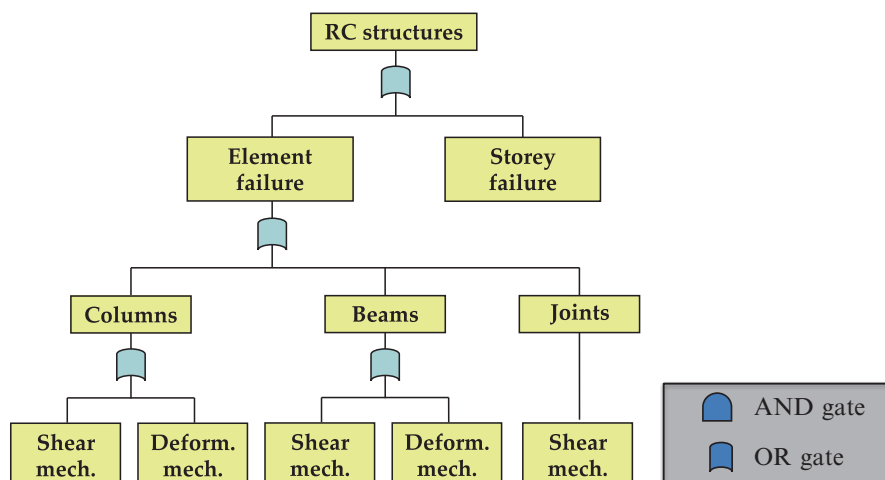 RC structures
Element
failure
Storey
failure
Columns
Beams
Joints
Shear
mech.
Deform.
mech.
Shear
mech.
Deform.
mech.
Shear
mech.
AND gate
OR gate